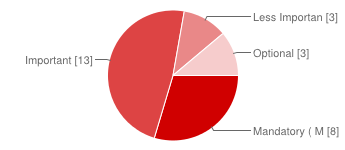 Less Importan [3]
Optional [3]
Important [13]
Mandatory ( M [8]